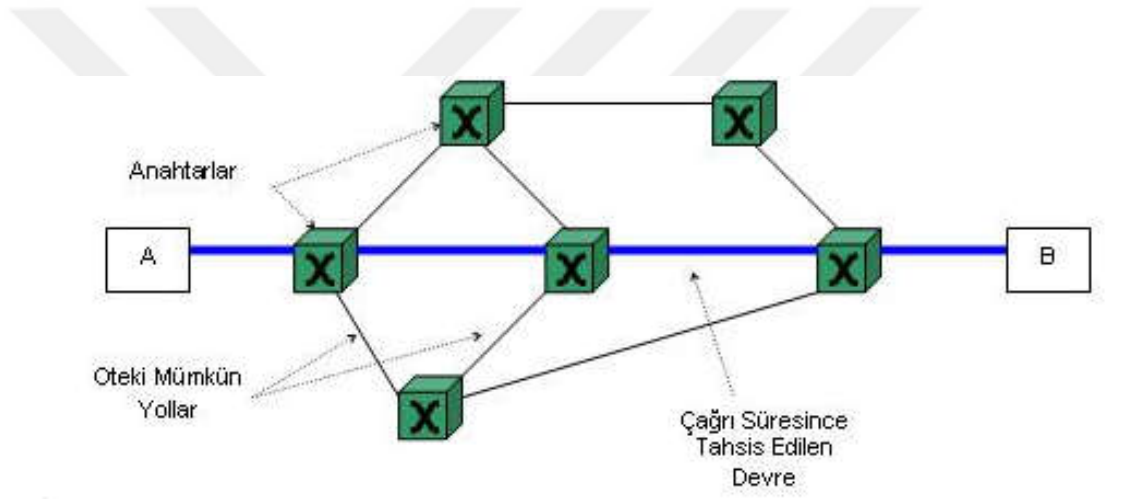 Anahtarlar
A
B
Oteki Mümkün
Yollar
Çağrı Süresince
Tahsis Edilen
Devre
X
X
X
X
X
X